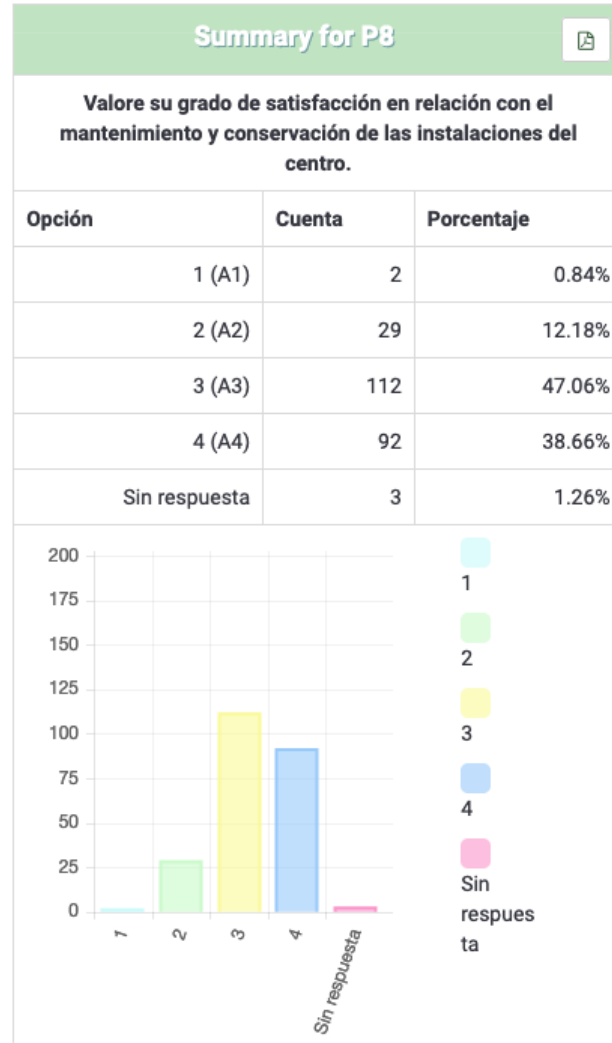 Summary for P8
Valore su grado de satisfacción en relación con el
mantenimiento y conservación de las instalaciones del
centro.
Opción Cuenta Porcentaje
1 (A1) 2 0.84%
2 (A2) 29 12.18%
3 (A3) 112 47.06%
4 (A4) 92 38.66%
Sin respuesta 3 1.26%
200
175
150
125
100
75
50
25
0
1 2 3 4 Sin respuesta
1
2
3
4
Sin
respues
ta